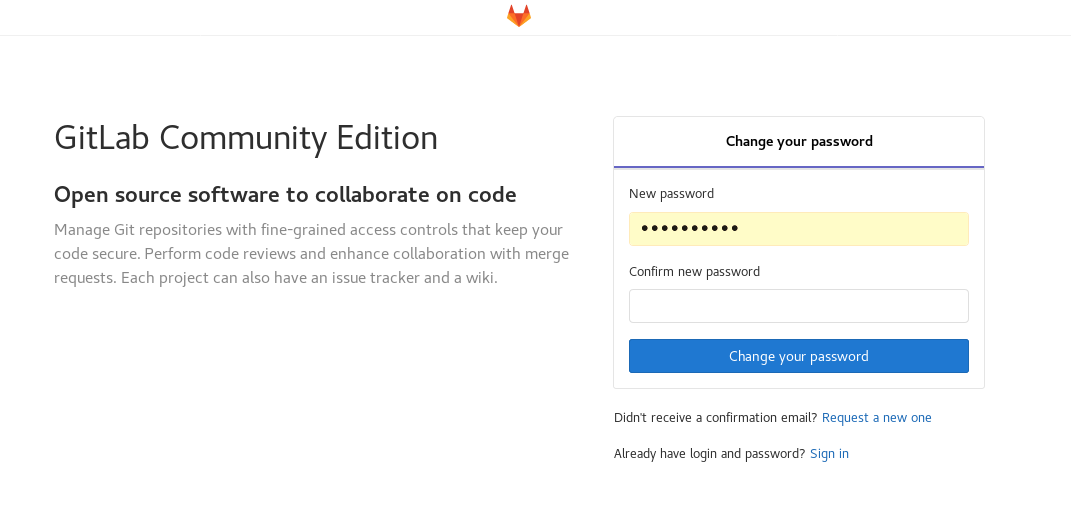 GitLab Community Edition
Open source software to collaborate on code
Manage Git repositories with fine-grained access controls that keep your
code secure. Perform code reviews and enhance collaboration with merge
requests. Each project can also have an issue tracker and a wiki.
Change your password
New password
••••••••••
Confirm new password
Change your password
Didn't receive a confirmation email? Request a new one
Already have login and password? Sign in